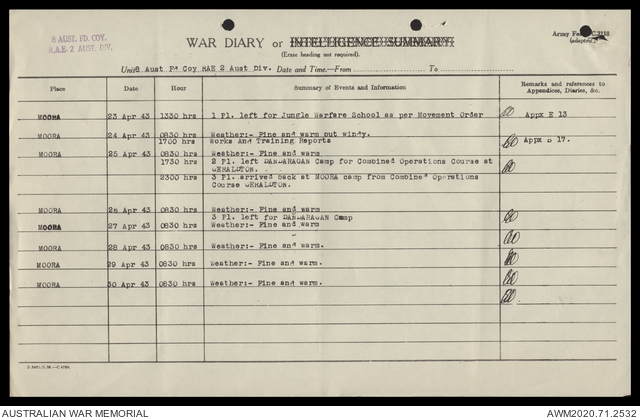 8 AUST. FD. COY.
R.A.E. 2 AUST. DIV.
WAR DIARY or INTELLIGENCE SUMMARY
(Erase heading not required).
Army C.2118
(adapted)
Unit 8 Aust. Fd Coy RAE 2 Aust Div. Date and Time.—From To
Place Date Hour Summary of Events and Information Remarks and references to Appendices, Diaries, &c.
MOORA 23 Apr 43 1330 hrs 1 Pl. left for Jungle Warfare School as per Movement Order Appx E 13
MOORA 24 Apr 43 0830 hrs Weather:- Fine and warm but windy.
1700 hrs Works And Training Reports Appx D 17.
MOORA 25 Apr 43 0830 hrs Weather:- Fine and warm
1730 hrs 2 Pl. left DANDARAGAN Camp for Combined Operations Course at
GERALDTON.
2300 hrs 3 Pl. arrived back at MOORA camp from Combined Operations
Course GERALDTON.
MOORA 26 Apr 43 0830 hrs Weather:- Fine and warm
3 Pl. left for DANDARAGAN Camp
MOORA 27 Apr 43 0830 hrs Weather:- Fine and warm
MOORA 28 Apr 43 0830 hrs Weather:- Fine and warm.
MOORA 29 Apr 43 0830 hrs Weather:- Fine and warm.
MOORA 30 Apr 43 0830 hrs Weather:- Fine and warm.
AUSTRALIAN WAR MEMORIAL AWM2020.71.2532